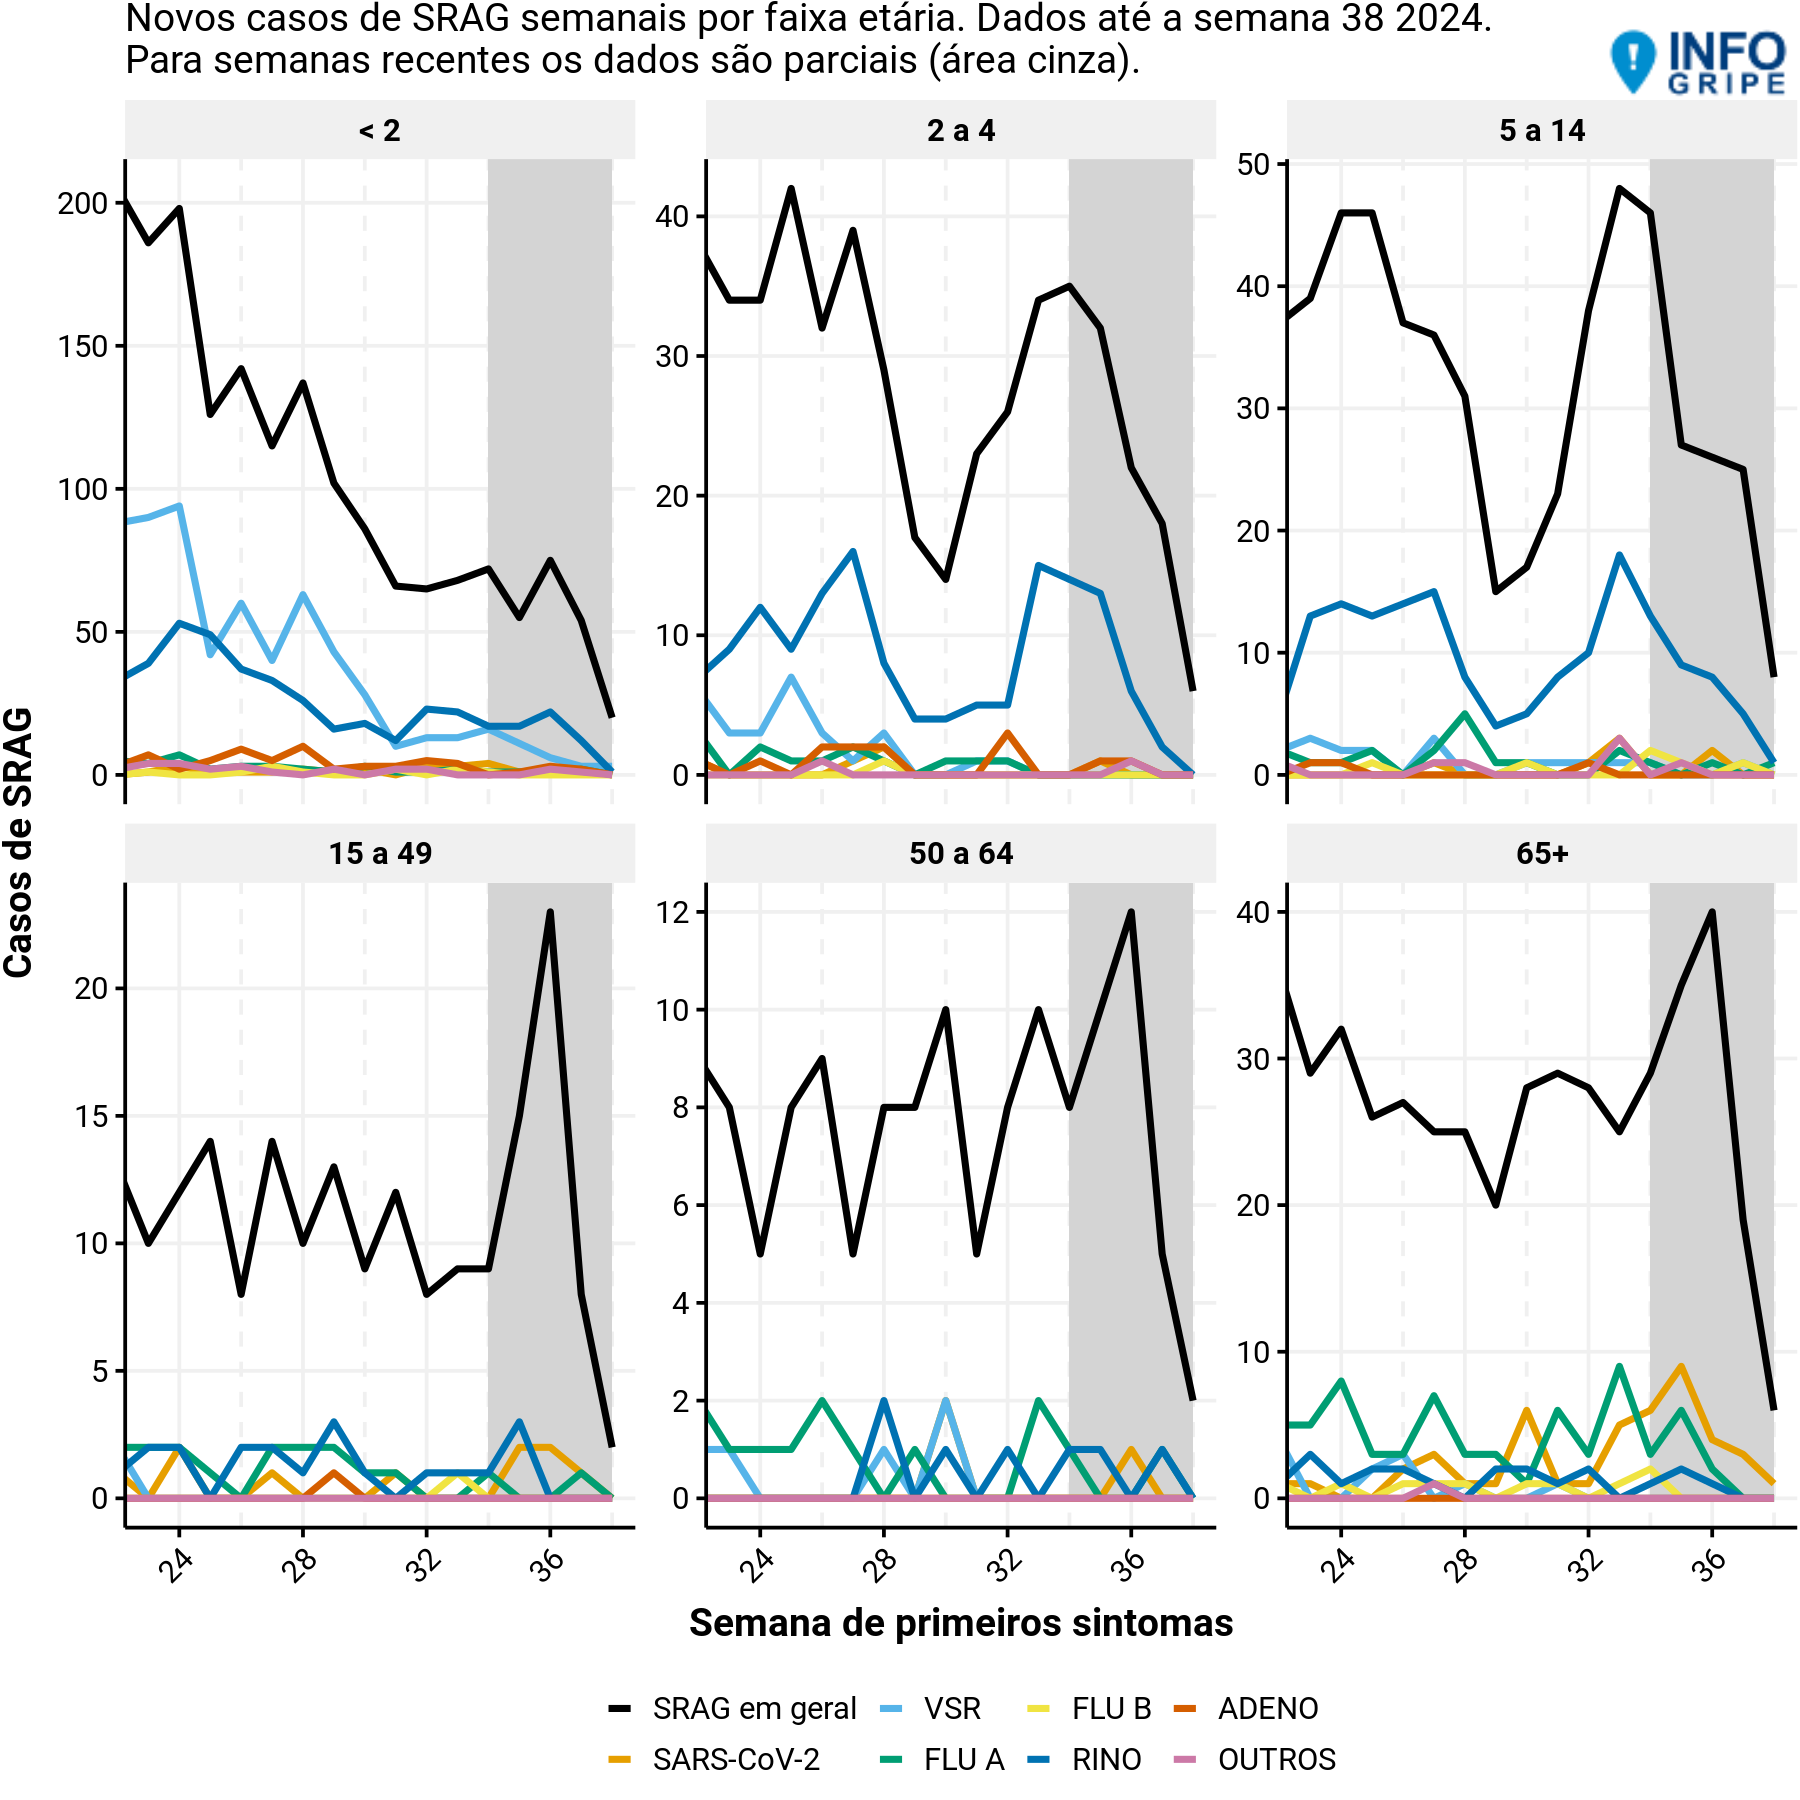 Novos casos de SRAG semanais por faixa etária. Dados até a semana 38 2024.
Para semanas recentes os dados são parciais (área cinza).
INFO
GRIPE
< 2
2 a 4
5 a 14
200
150
100
50
0
40
30
20
10
0
50
40
30
20
10
0
Casos de SRAG
15 a 49
50 a 64
65+
20
15
10
5
0
12
10
8
6
4
2
0
40
30
20
10
0
24 28 32 36
24 28 32 36
24 28 32 36
Semana de primeiros sintomas
SRAG em geral VSR FLU B ADENO
SARS-CoV-2 FLU A RINO OUTROS